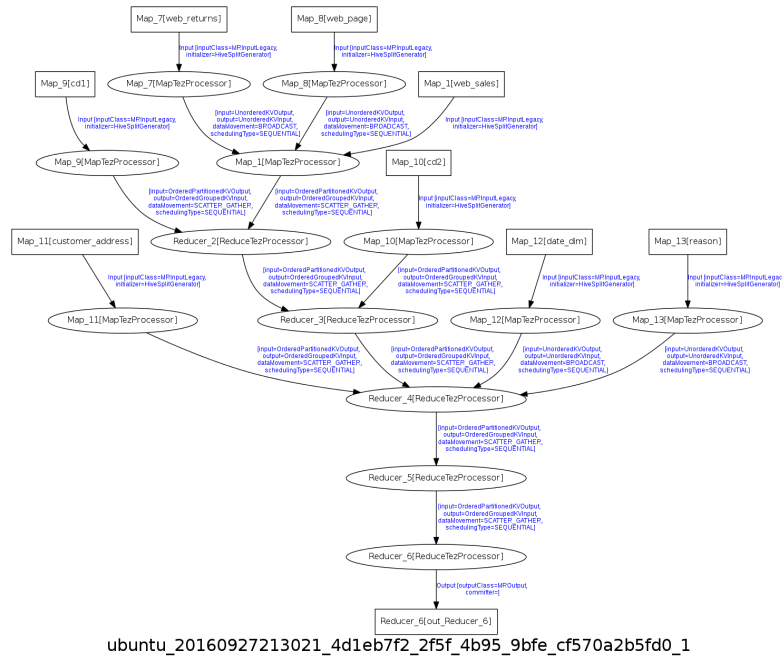 Map_7[web_returns]
Map_8[web_page]
Input [inputClass=MRInputLegacy,
initializer=HiveSplitGenerator]
Input [inputClass=MRInputLegacy,
initializer=HiveSplitGenerator]
Map_9[cd1]
Map_7[MapTezProcessor]
Map_8[MapTezProcessor]
Map_1[web_sales]
Input [inputClass=MRInputLegacy,
initializer=HiveSplitGenerator]
[input=UnorderedKVOutput,
output=UnorderedKVInput,
dataMovement=BROADCAST,
schedulingType=SEQUENTIAL]
[input=UnorderedKVOutput,
output=UnorderedKVInput,
dataMovement=BROADCAST,
schedulingType=SEQUENTIAL]
Input [inputClass=MRInputLegacy,
initializer=HiveSplitGenerator]
Map_9[MapTezProcessor]
Map_1[MapTezProcessor]
Map_10[cd2]
[input=OrderedPartitionedKVOutput,
output=OrderedGroupedKVInput,
dataMovement=SCATTER_GATHER,
schedulingType=SEQUENTIAL]
[input=OrderedPartitionedKVOutput,
output=OrderedGroupedKVInput,
dataMovement=SCATTER_GATHER,
schedulingType=SEQUENTIAL]
Input [inputClass=MRInputLegacy,
initializer=HiveSplitGenerator]
Map_11[customer_address]
Reducer_2[ReduceTezProcessor]
Map_10[MapTezProcessor]
Map_12[date_dim]
Map_13[reason]
Input [inputClass=MRInputLegacy,
initializer=HiveSplitGenerator]
[input=OrderedPartitionedKVOutput,
output=OrderedGroupedKVInput,
dataMovement=SCATTER_GATHER,
schedulingType=SEQUENTIAL]
[input=OrderedPartitionedKVOutput,
output=OrderedGroupedKVInput,
dataMovement=SCATTER_GATHER,
schedulingType=SEQUENTIAL]
Input [inputClass=MRInputLegacy,
initializer=HiveSplitGenerator]
Input [inputClass=MRInputLegac
initializer=HiveSplitGenerator]
Map_11[MapTezProcessor]
Reducer_3[ReduceTezProcessor]
Map_12[MapTezProcessor]
Map_13[MapTezProcessor]
[input=OrderedPartitionedKVOutput,
output=OrderedGroupedKVInput,
dataMovement=SCATTER_GATHER,
schedulingType=SEQUENTIAL]
[input=OrderedPartitionedKVOutput,
output=OrderedGroupedKVInput,
dataMovement=SCATTER_GATHER,
schedulingType=SEQUENTIAL]
[input=UnorderedKVOutput,
output=UnorderedKVInput,
dataMovement=BROADCAST,
schedulingType=SEQUENTIAL]
[input=UnorderedKVOutput,
output=UnorderedKVInput,
dataMovement=BROADCAST,
schedulingType=SEQUENTIAL]
Reducer_4[ReduceTezProcessor]
[input=OrderedPartitionedKVOutput,
output=OrderedGroupedKVInput,
dataMovement=SCATTER_GATHER,
schedulingType=SEQUENTIAL]
Reducer_5[ReduceTezProcessor]
[input=OrderedPartitionedKVOutput,
output=OrderedGroupedKVInput,
dataMovement=SCATTER_GATHER,
schedulingType=SEQUENTIAL]
Reducer_6[ReduceTezProcessor]
Output [outputClass=MROutput,
committer=]
Reducer_6[out_Reducer_6]
ubuntu_20160927213021_4d1eb7f2_2f5f_4b95_9bfe_cf570a2b5fd0_1